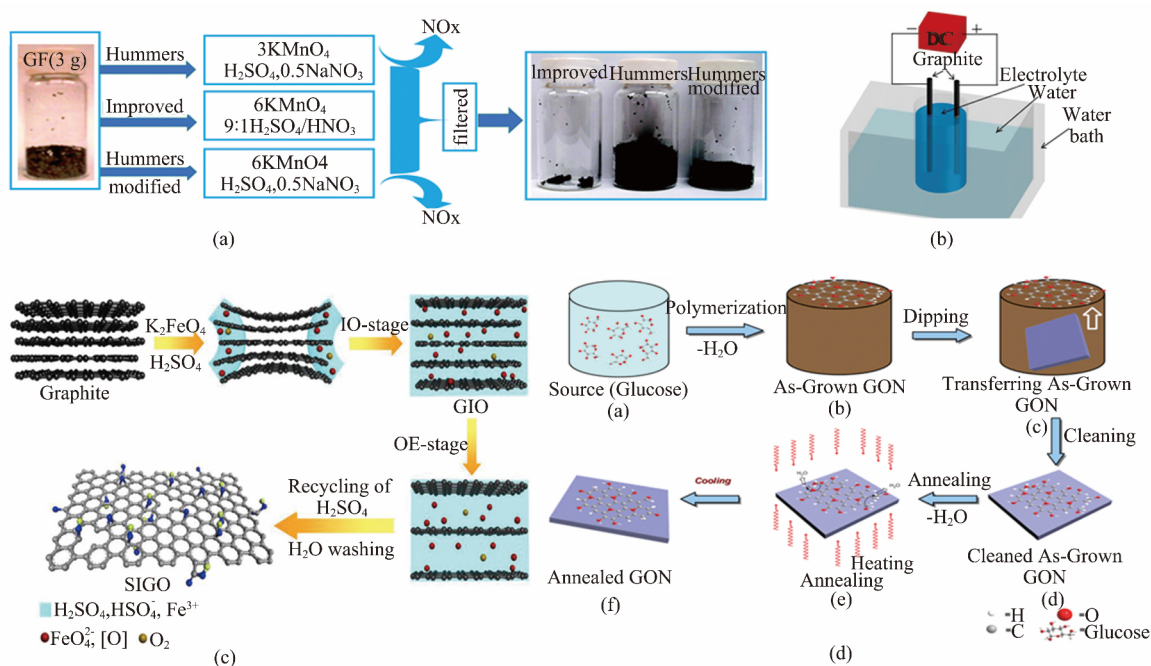 GF(3 g)
Hummers
Improved
Hummers
modified
3KMnO₄
H₂SO₄,0.5NaNO₃
6KMnO₄
9:1H₂SO₄/HNO₃
6KMnO4
H₂SO₄,0.5NaNO₃
NOx
NOx
filtered
Improved
Hummers
Hummers
modified
(a)
− DC +
Graphite
Electrolyte
Water
Water
bath
(b)
Graphite
K₂FeO₄
H₂SO₄
IO-stage
GIO
OE-stage
Recycling of
H₂SO₄
H₂O washing
SIGO
H₂SO₄,HSO₄⁻, Fe³⁺
FeO₄²⁻, [O]
O₂
(c)
Source (Glucose)
(a)
Polymerization
-H₂O
As-Grown GON
(b)
Dipping
Transferring As-Grown
GON
(c)
Cleaning
Cleaned As-Grown
GON
(d)
Annealing
-H₂O
H₂O
H₂O
Heating
Annealing
(e)
Cooling
Annealed GON
(f)
=H
=O
=C
=Glucose
(d)